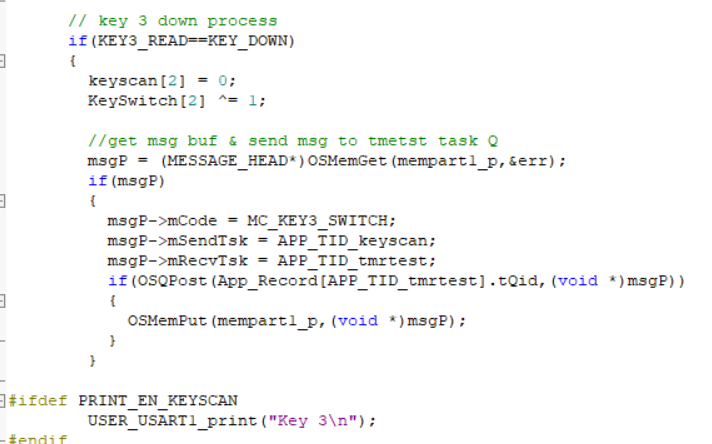 // key 3 down process
if(KEY3_READ==KEY_DOWN)
{
keyscan[2] = 0;
KeySwitch[2] ^= 1;
//get msg buf & send msg to tmetst task Q
msgP = (MESSAGE_HEAD*)OSMemGet(mempart1_p,&err);
if(msgP)
{
msgP->mCode = MC_KEY3_SWITCH;
msgP->mSendTsk = APP_TID_keyscan;
msgP->mRecvTsk = APP_TID_tmrtest;
if(OSQPost(App_Record[APP_TID_tmrtest].tQid,(void *)msgP))
{
OSMemPut(mempart1_p,(void *)msgP);
}
}
#ifdef PRINT_EN_KEYSCAN
USER_USART1_print("Key 3\n");
#endif